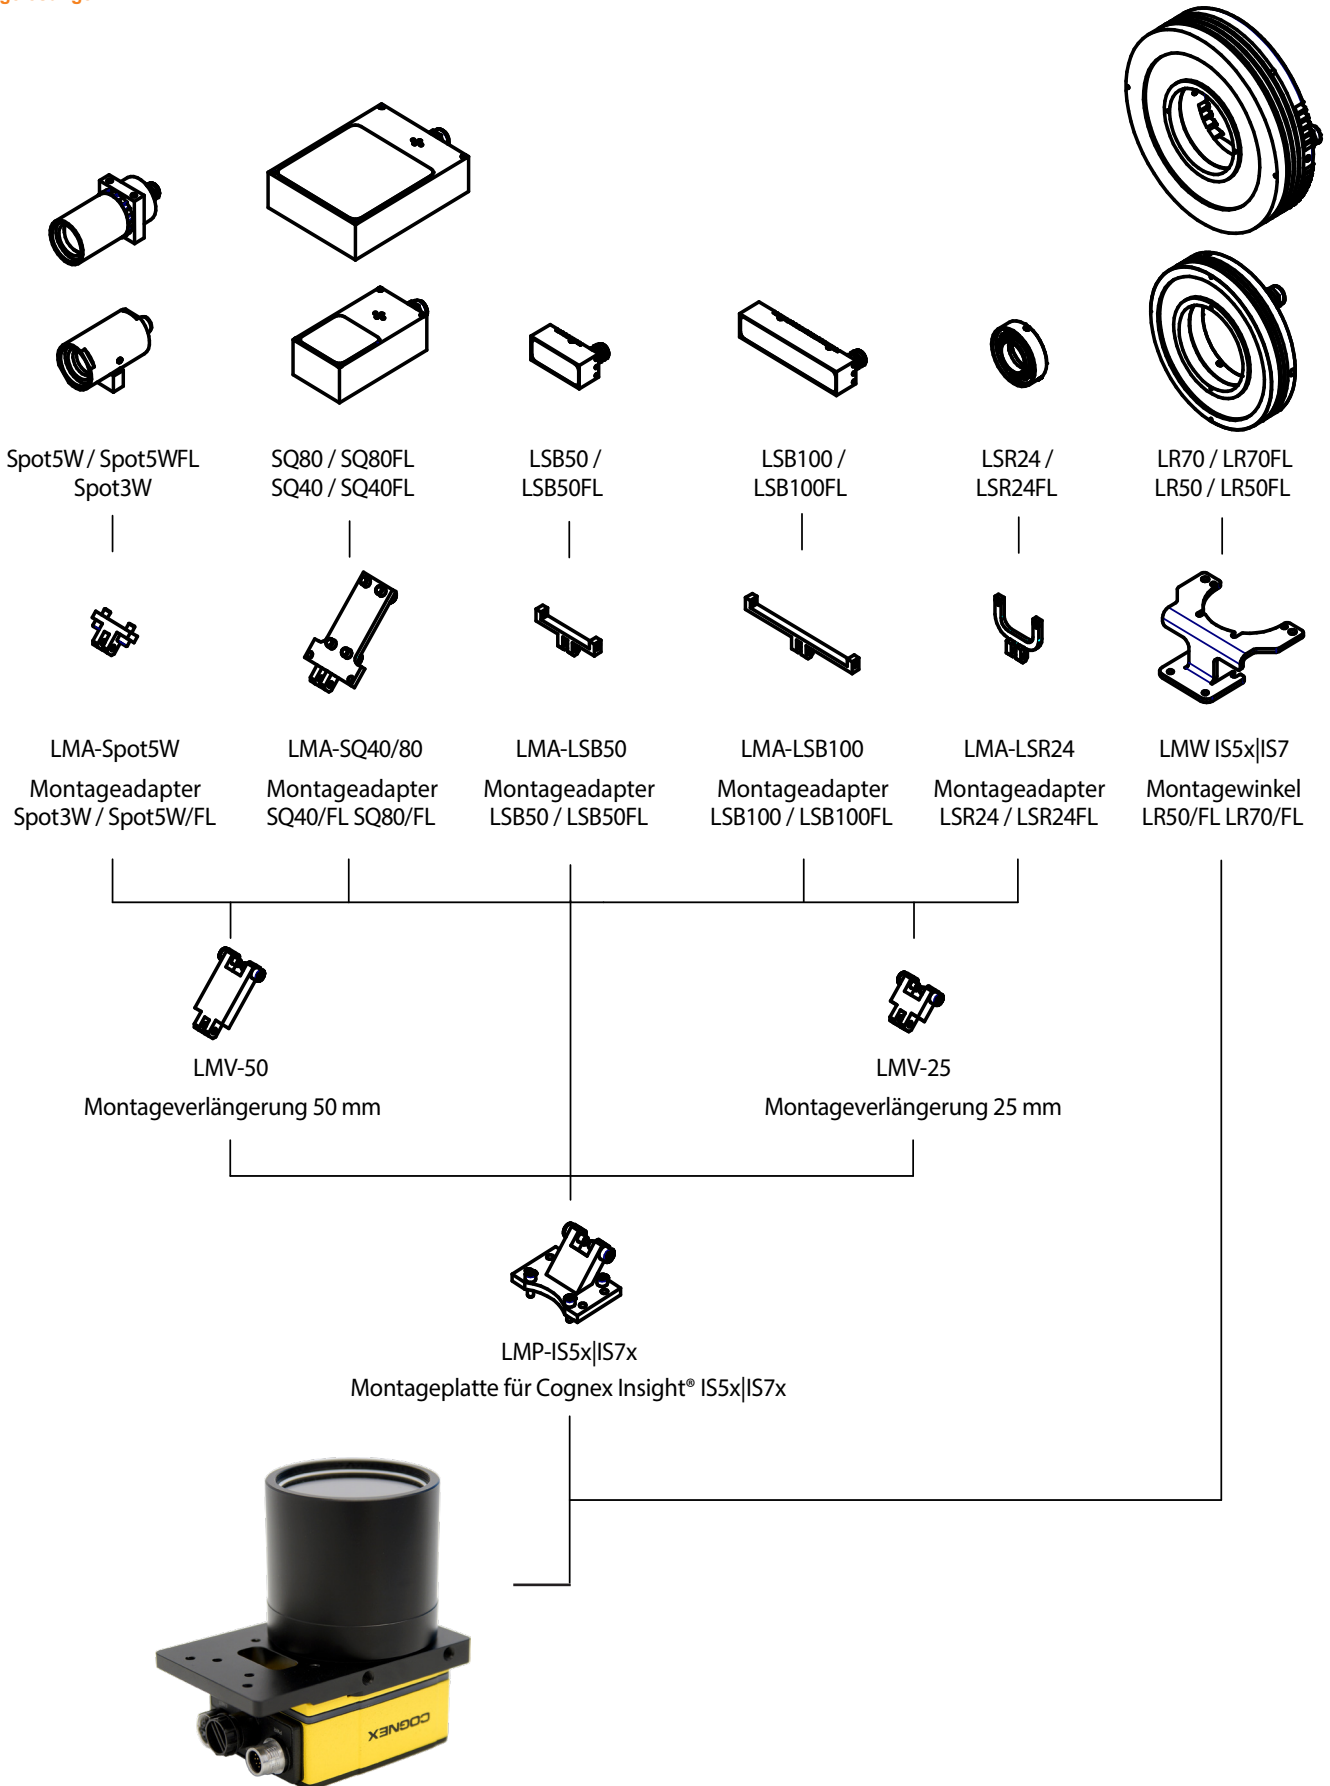 Spot5W / Spot5WFL
Spot3W
SQ80 / SQ80FL
SQ40 / SQ40FL
LSB50 /
LSB50FL
LSB100 /
LSB100FL
LSR24 /
LSR24FL
LR70 / LR70FL
LR50 / LR50FL
LMA-Spot5W
Montageadapter
Spot3W / Spot5W/FL
LMA-SQ40/80
Montageadapter
SQ40/FL SQ80/FL
LMA-LSB50
Montageadapter
LSB50 / LSB50FL
LMA-LSB100
Montageadapter
LSB100 / LSB100FL
LMA-LSR24
Montageadapter
LSR24 / LSR24FL
LMW IS5x|IS7
Montagewinkel
LR50/FL LR70/FL
LMV-50
Montageverlängerung 50 mm
LMV-25
Montageverlängerung 25 mm
LMP-IS5x|IS7x
Montageplatte für Cognex Insight® IS5x|IS7x
COGNEX